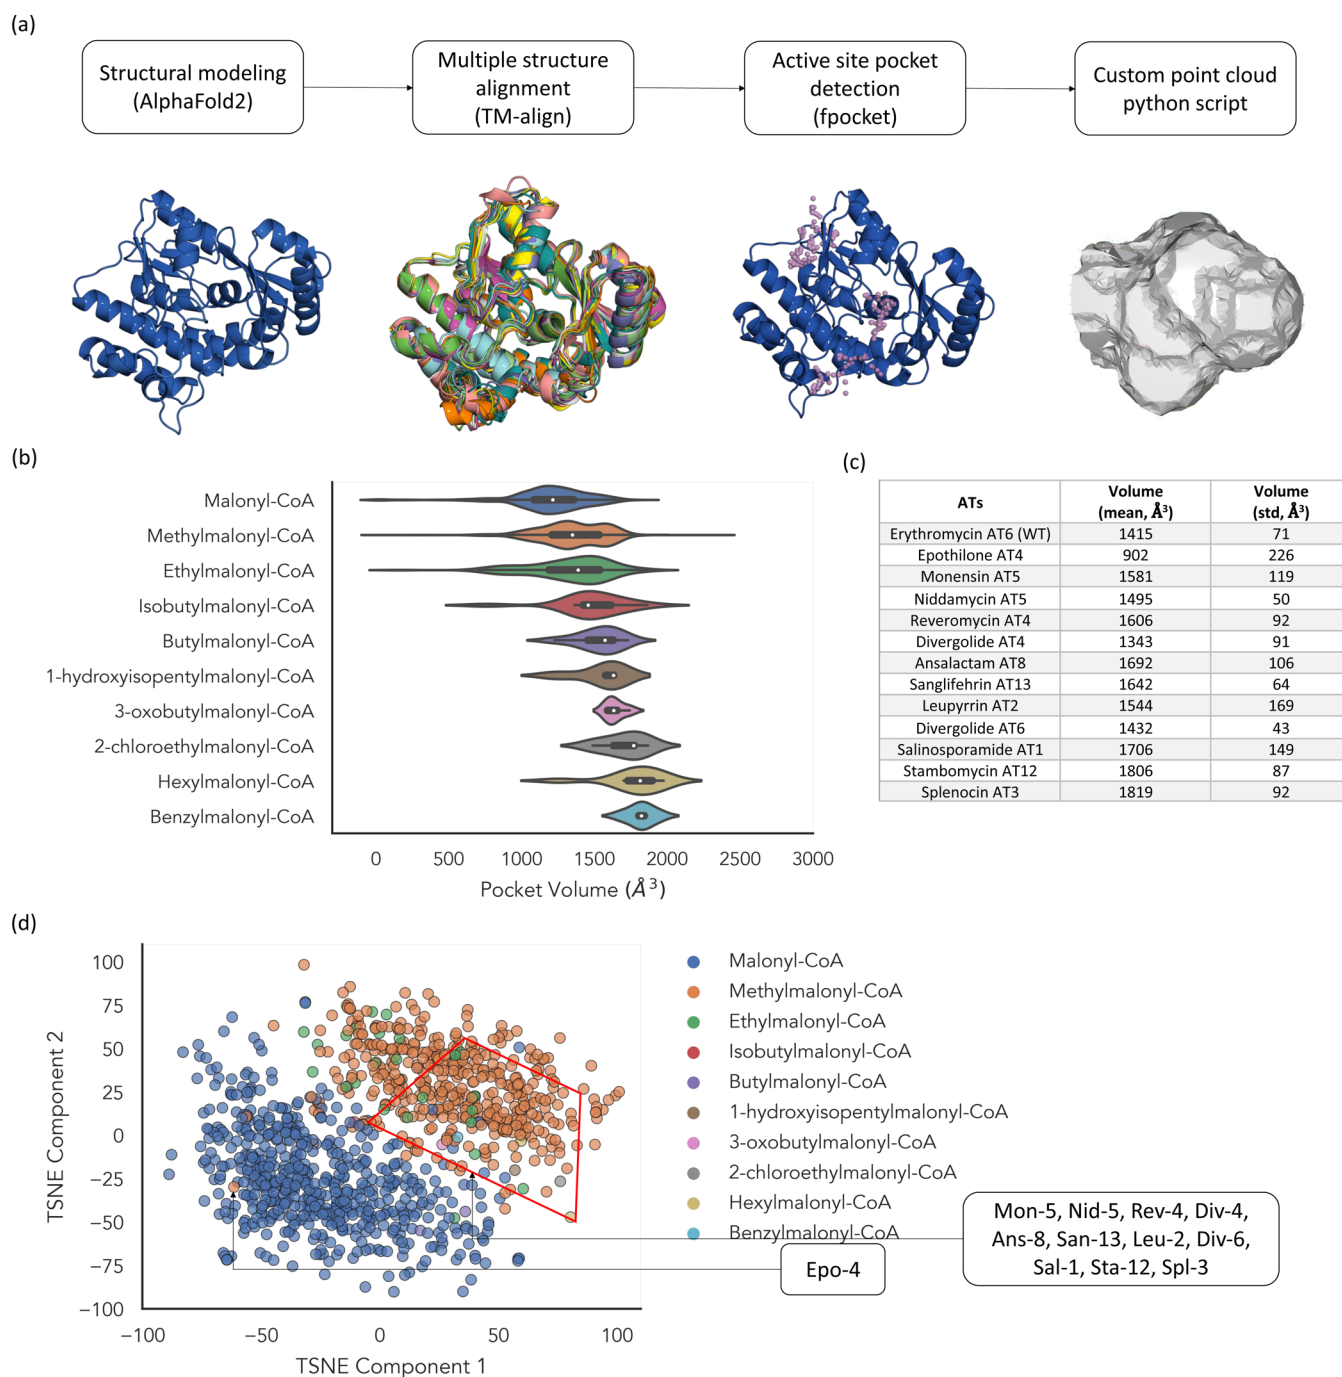 (a)
Structural modeling
(AlphaFold2)
Multiple structure
alignment
(TM-align)
Active site pocket
detection
(fpocket)
Custom point cloud
python script
(b)
Malonyl-CoA
Methylmalonyl-CoA
Ethylmalonyl-CoA
Isobutylmalonyl-CoA
Butylmalonyl-CoA
1-hydroxyisopentylmalonyl-CoA
3-oxobutylmalonyl-CoA
2-chloroethylmalonyl-CoA
Hexylmalonyl-CoA
Benzylmalonyl-CoA
0 500 1000 1500 2000 2500 3000
Pocket Volume (Å³)
(c)
ATs Volume (mean, Å³) Volume (std, Å³)
Erythromycin AT6 (WT) 1415 71
Epothilone AT4 902 226
Monensin AT5 1581 119
Niddamycin AT5 1495 50
Reveromycin AT4 1606 92
Divergolide AT4 1343 91
Ansalactam AT8 1692 106
Sanglifehrin AT13 1642 64
Leupyrrin AT2 1544 169
Divergolide AT6 1432 43
Salinosporamide AT1 1706 149
Stambomycin AT12 1806 87
Splenocin AT3 1819 92
(d)
100
75
50
25
0
−25
−50
−75
−100
TSNE Component 2
−100 −50 0 50 100
TSNE Component 1
Malonyl-CoA
Methylmalonyl-CoA
Ethylmalonyl-CoA
Isobutylmalonyl-CoA
Butylmalonyl-CoA
1-hydroxyisopentylmalonyl-CoA
3-oxobutylmalonyl-CoA
2-chloroethylmalonyl-CoA
Hexylmalonyl-CoA
Benzylmalonyl-CoA
Epo-4
Mon-5, Nid-5, Rev-4, Div-4,
Ans-8, San-13, Leu-2, Div-6,
Sal-1, Sta-12, Spl-3